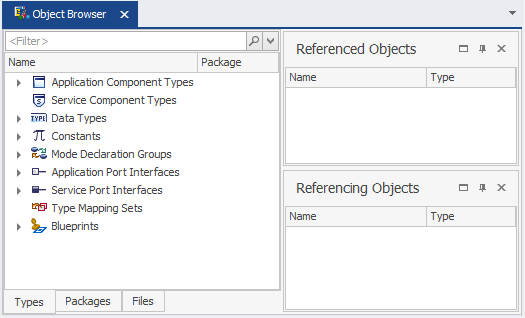 Object Browser
<Filter>
Name Package
Application Component Types
Service Component Types
TYPE Data Types
Constants
Mode Declaration Groups
Application Port Interfaces
Service Port Interfaces
Type Mapping Sets
Blueprints
Types Packages Files
Referenced Objects
Name Type
Referencing Objects
Name Type